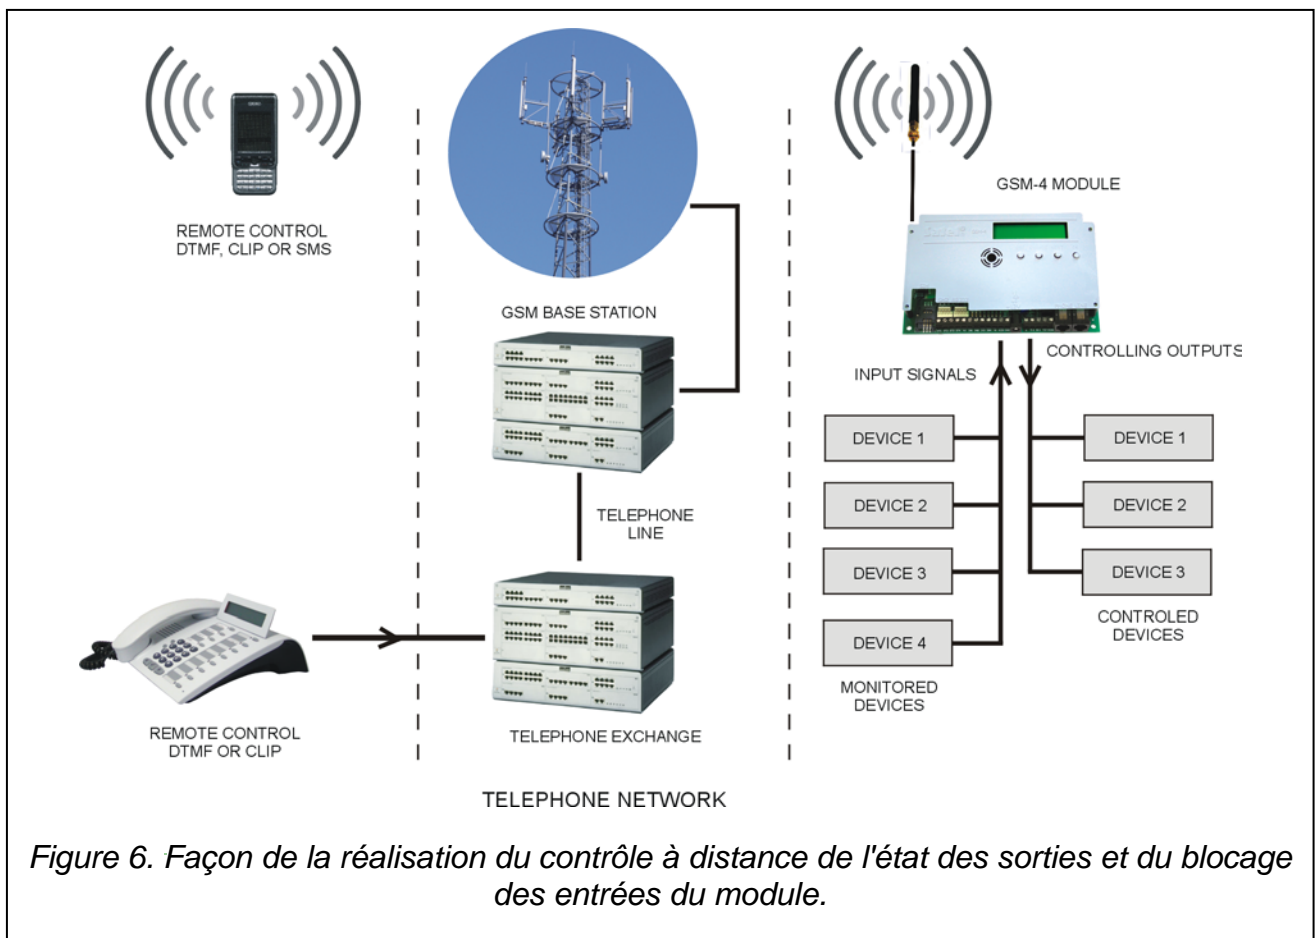 REMOTE CONTROL
DTMF, CLIP OR SMS
GSM BASE STATION
TELEPHONE
LINE
REMOTE CONTROL
DTMF OR CLIP
TELEPHONE EXCHANGE
TELEPHONE NETWORK
GSM-4 MODULE
INPUT SIGNALS
CONTROLLING OUTPUTS
DEVICE 1
DEVICE 2
DEVICE 3
DEVICE 4
MONITORED
DEVICES
DEVICE 1
DEVICE 2
DEVICE 3
CONTROLED
DEVICES
Figure 6. Façon de la réalisation du contrôle à distance de l'état des sorties et du blocage
des entrées du module.